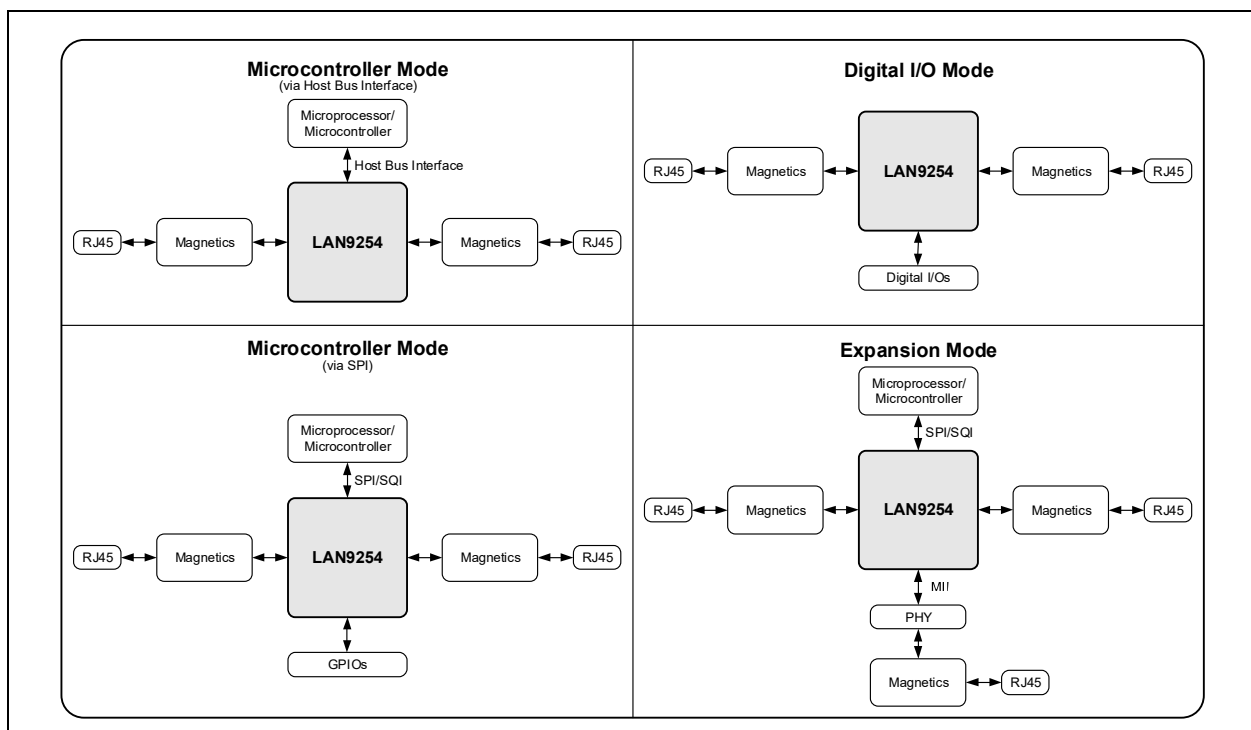 Microcontroller Mode
(via Host Bus Interface)
Microprocessor/
Microcontroller
Host Bus Interface
RJ45
Magnetics
LAN9254
Magnetics
RJ45
Digital I/O Mode
RJ45
Magnetics
LAN9254
Magnetics
RJ45
Digital I/Os
Microcontroller Mode
(via SPI)
Microprocessor/
Microcontroller
SPI/SQI
RJ45
Magnetics
LAN9254
Magnetics
RJ45
GPIOs
Expansion Mode
Microprocessor/
Microcontroller
SPI/SQI
RJ45
Magnetics
LAN9254
Magnetics
RJ45
MII
PHY
Magnetics
RJ45